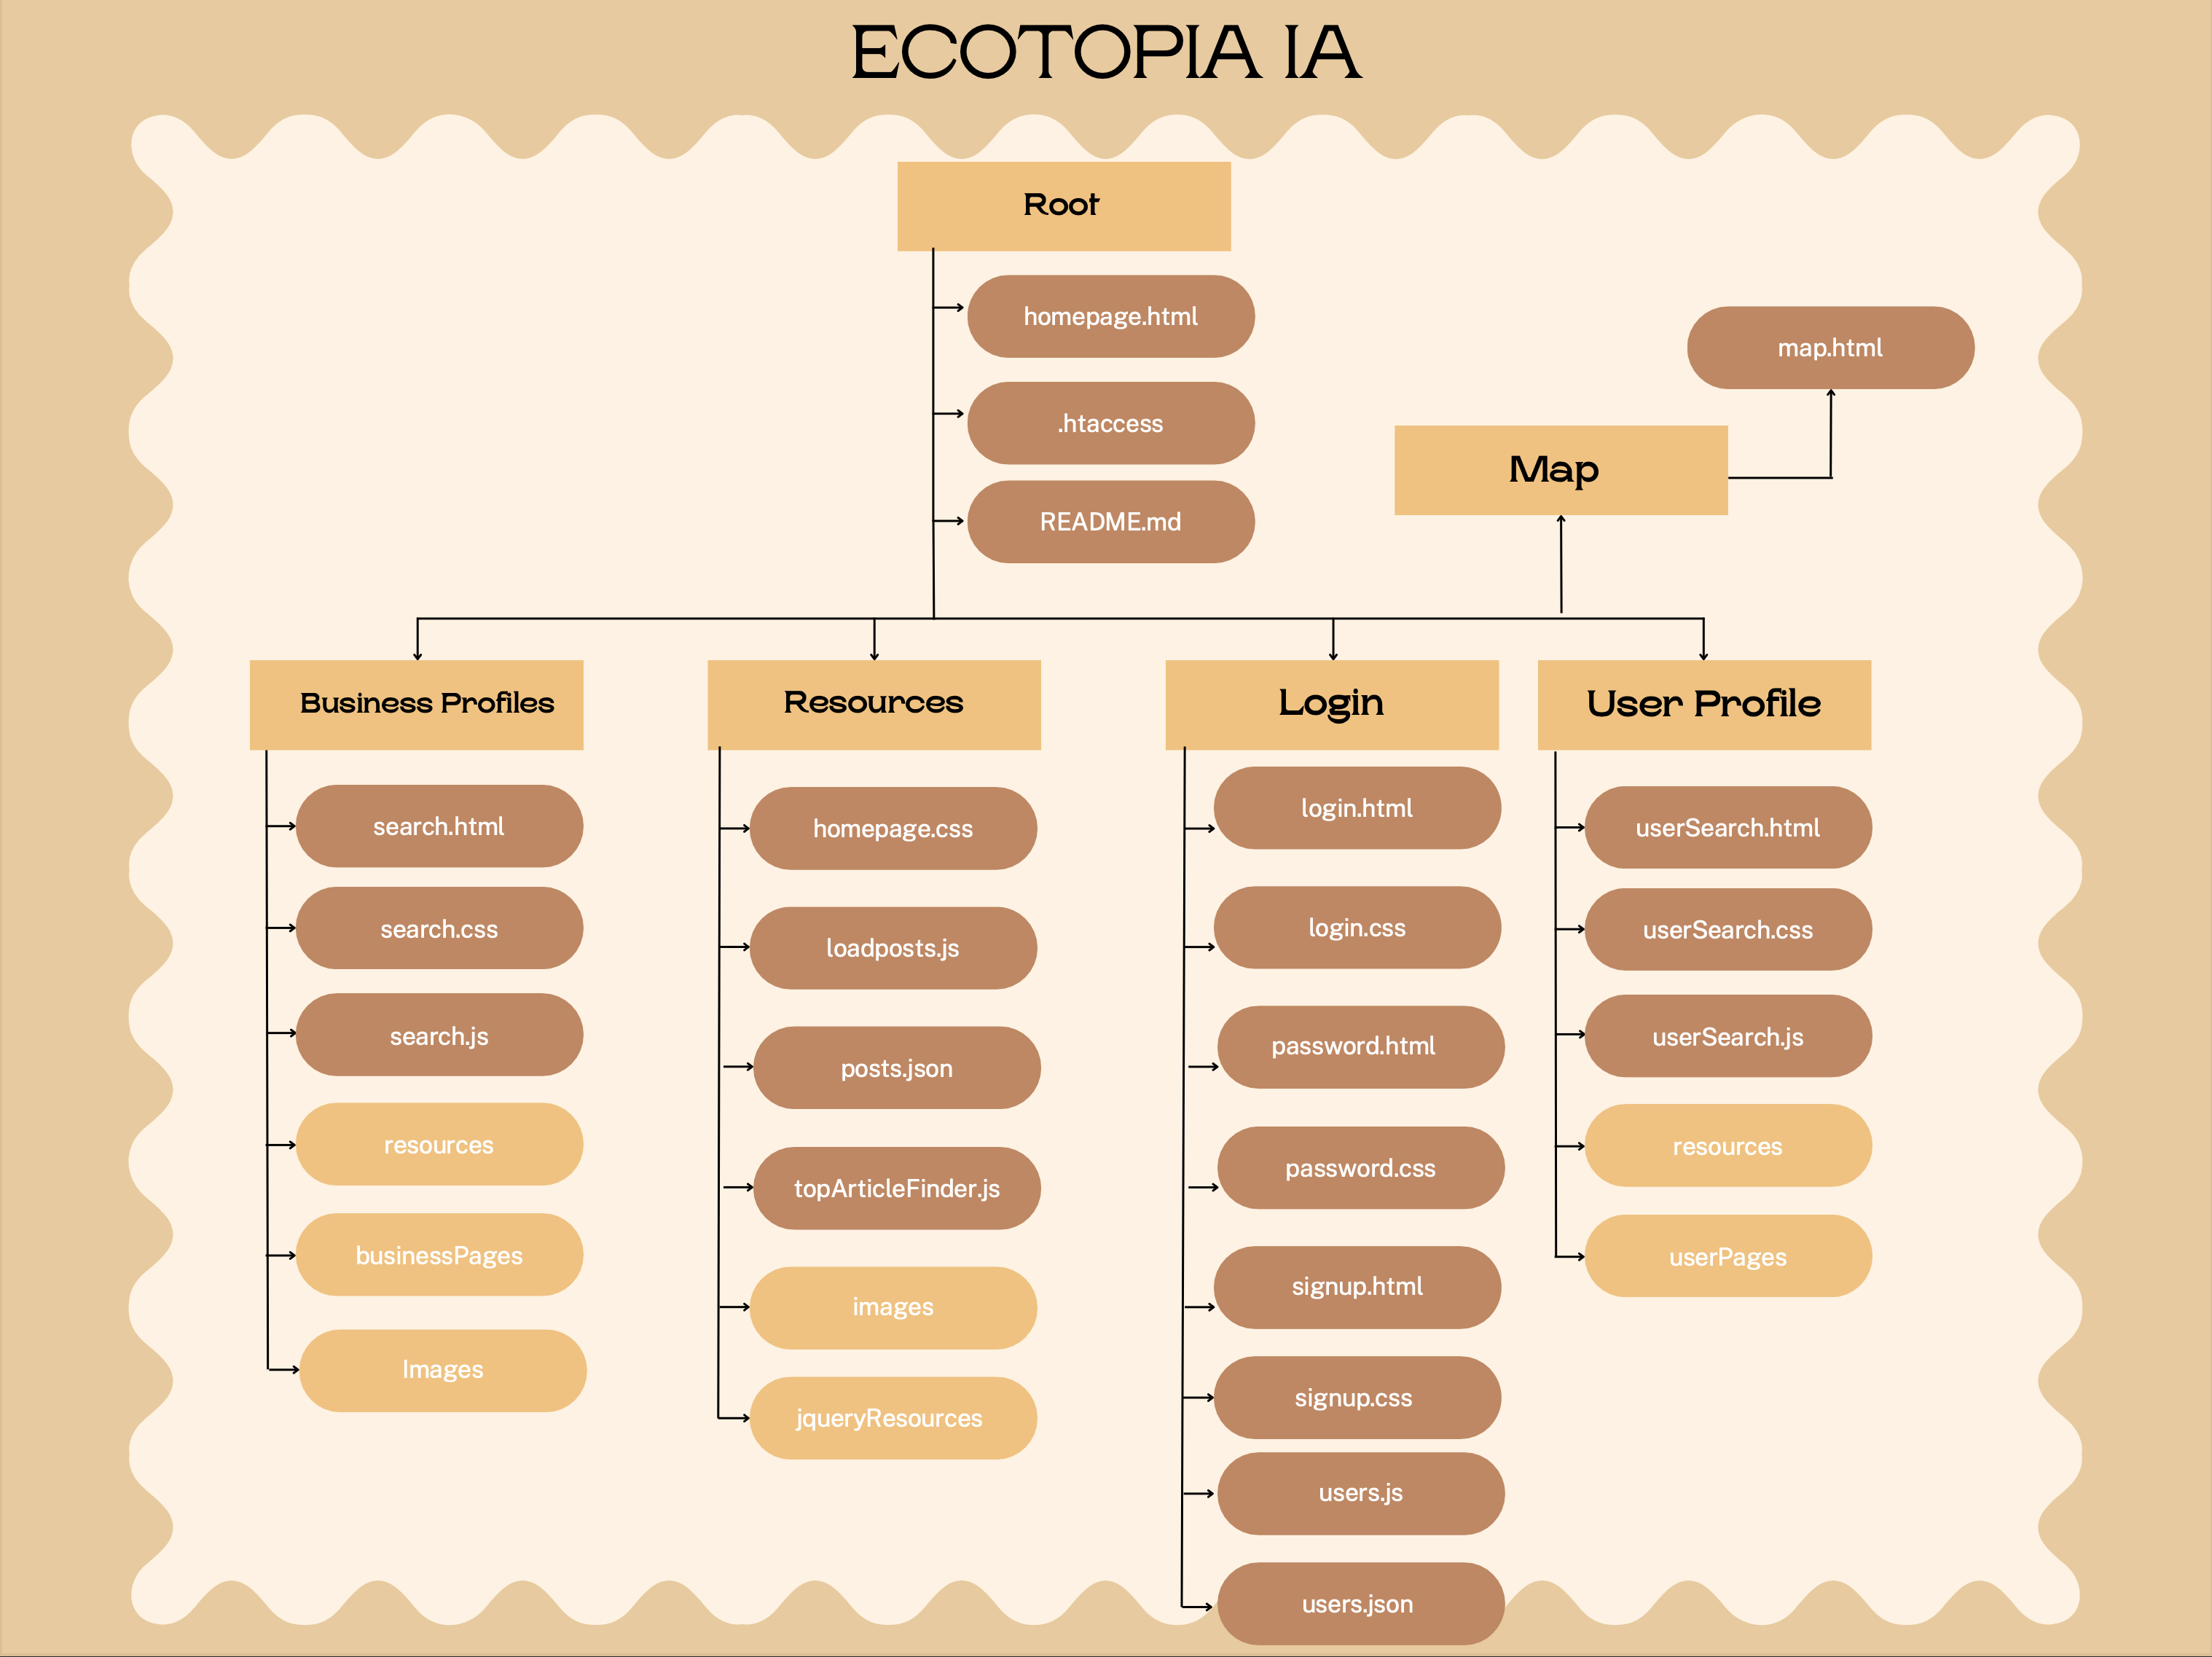 ECOTOPIA IA
Root
homepage.html
.htaccess
README.md
map.html
Map
Business Profiles
search.html
search.css
search.js
resources
businessPages
Images
Resources
homepage.css
loadposts.js
posts.json
topArticleFinder.js
images
jqueryResources
Login
login.html
login.css
password.html
password.css
signup.html
signup.css
users.js
users.json
User Profile
userSearch.html
userSearch.css
userSearch.js
resources
userPages